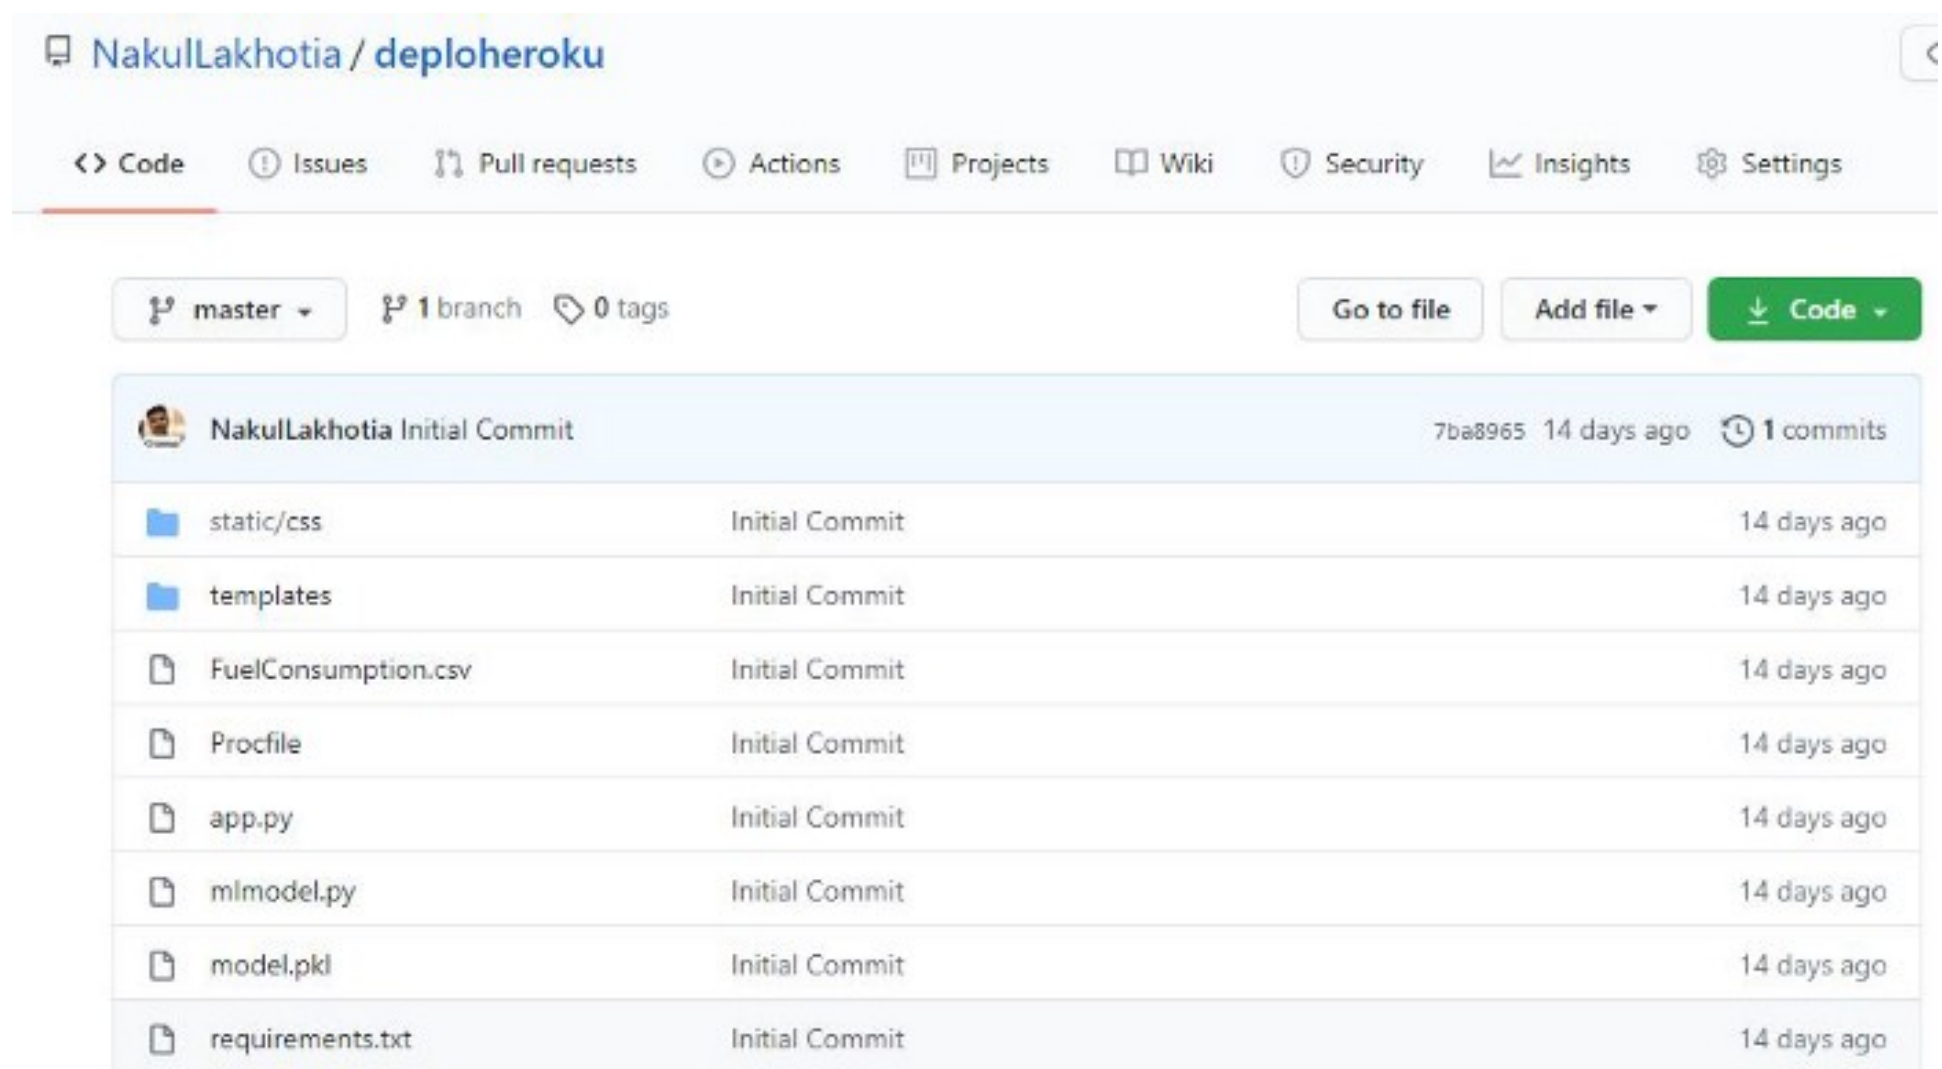 NakulLakhotia / deploheroku
<> Code Issues Pull requests Actions Projects Wiki Security Insights Settings
master 1 branch 0 tags Go to file Add file Code
NakulLakhotia Initial Commit 7ba8965 14 days ago 1 commits
static/css Initial Commit 14 days ago
templates Initial Commit 14 days ago
FuelConsumption.csv Initial Commit 14 days ago
Procfile Initial Commit 14 days ago
app.py Initial Commit 14 days ago
mlmodel.py Initial Commit 14 days ago
model.pkl Initial Commit 14 days ago
requirements.txt Initial Commit 14 days ago